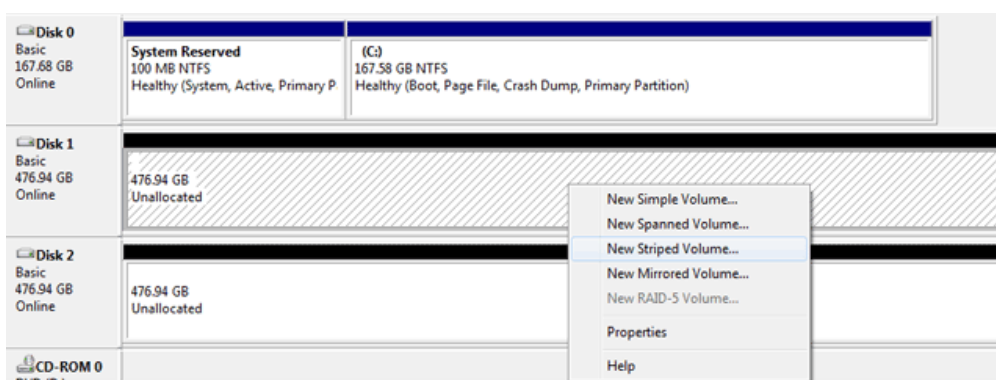 Disk 0
Basic
167.68 GB
Online
System Reserved
100 MB NTFS
Healthy (System, Active, Primary P
(C:)
167.58 GB NTFS
Healthy (Boot, Page File, Crash Dump, Primary Partition)
Disk 1
Basic
476.94 GB
Online
476.94 GB
Unallocated
New Simple Volume...
New Spanned Volume...
New Striped Volume...
New Mirrored Volume...
New RAID-5 Volume...
Properties
Help
Disk 2
Basic
476.94 GB
Online
476.94 GB
Unallocated
CD-ROM 0